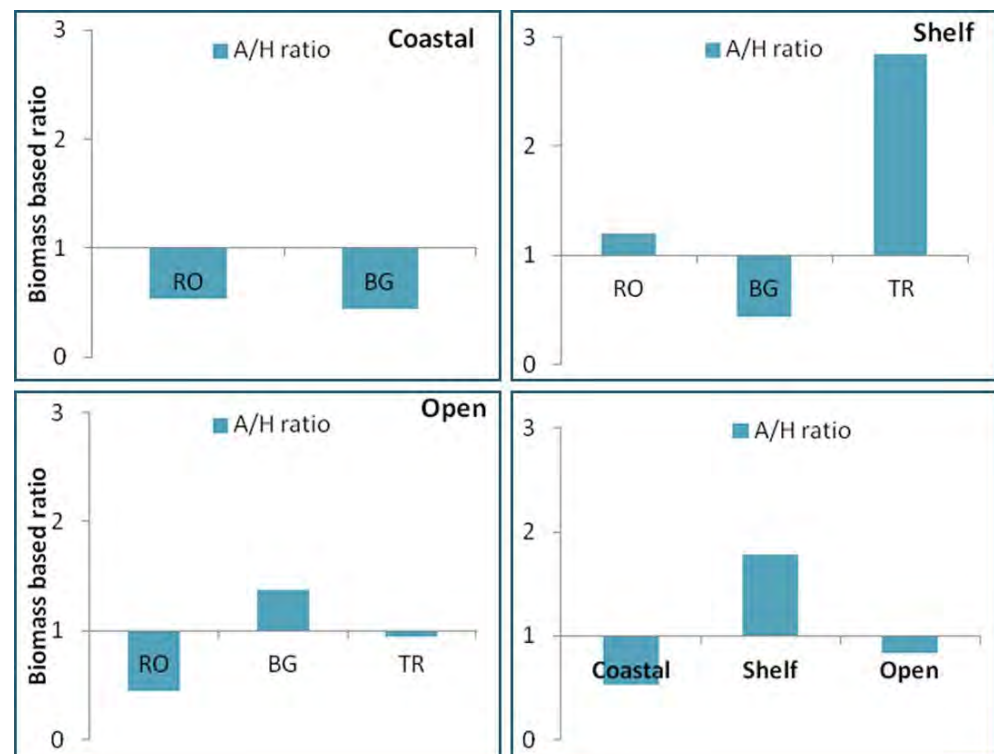 Coastal
A/H ratio
Biomass based ratio
3
2
1
0
RO BG
Shelf
A/H ratio
3
2
1
0
RO BG TR
Open
A/H ratio
Biomass based ratio
3
2
1
0
RO BG TR
A/H ratio
3
2
1
0
Coastal Shelf Open